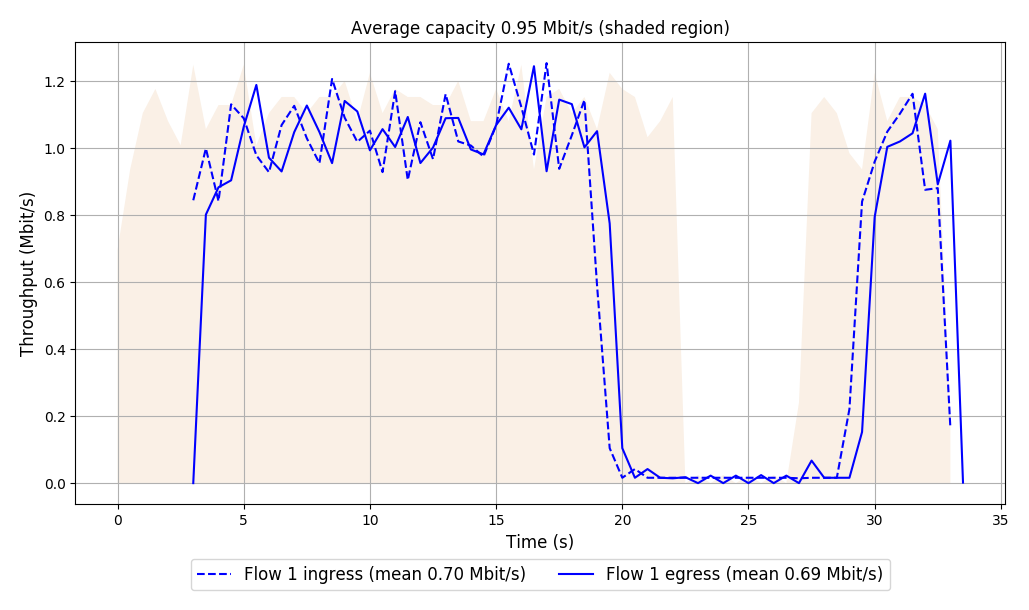 Average capacity 0.95 Mbit/s (shaded region)
Throughput (Mbit/s)
1.2
1.0
0.8
0.6
0.4
0.2
0.0
0 5 10 15 20 25 30 35
Time (s)
Flow 1 ingress (mean 0.70 Mbit/s) Flow 1 egress (mean 0.69 Mbit/s)